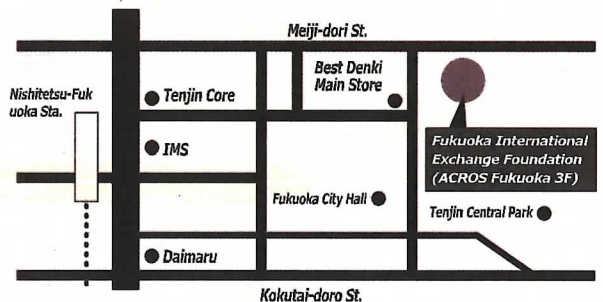 Meiji-dori St.
Best Denki
Main Store
Nishitetsu-Fuk
uoka Sta.
Tenjin Core
IMS
Fukuoka International
Exchange Foundation
(ACROS Fukuoka 3F)
Fukuoka City Hall
Tenjin Central Park
Daimaru
Kokutai-doro St.